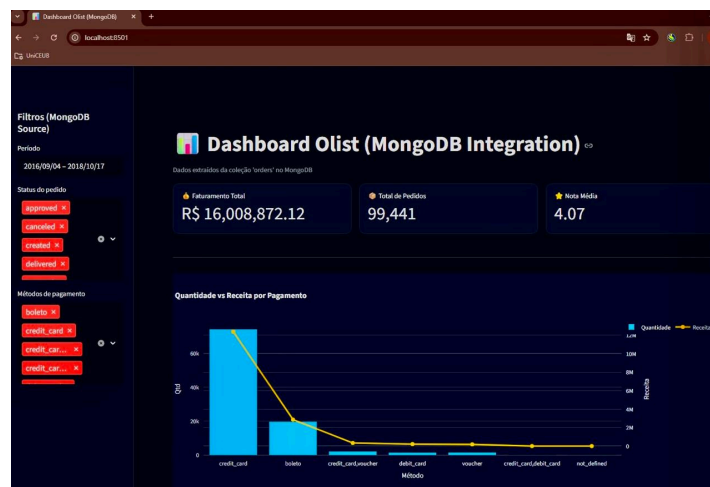 Dashboard Olist (MongoDB)
localhost:8501
UniCEUB
Filtros (MongoDB
Source)
Período
2016/09/04 – 2018/10/17
Status do pedido
approved ×
canceled ×
created ×
delivered ×
Métodos de pagamento
boleto ×
credit_card ×
credit_car... ×
credit_car... ×
Dashboard Olist (MongoDB Integration)
Dados extraídos da coleção 'orders' no MongoDB
Faturamento Total
R$ 16,008,872.12
Total de Pedidos
99,441
Nota Média
4.07
Quantidade vs Receita por Pagamento
Quantidade
Receita
60k
40k
20k
0
Qtd
12M
10M
8M
6M
4M
2M
0
Receita
credit_card
boleto
credit_card,voucher
debit_card
voucher
credit_card,debit_card
not_defined
Método